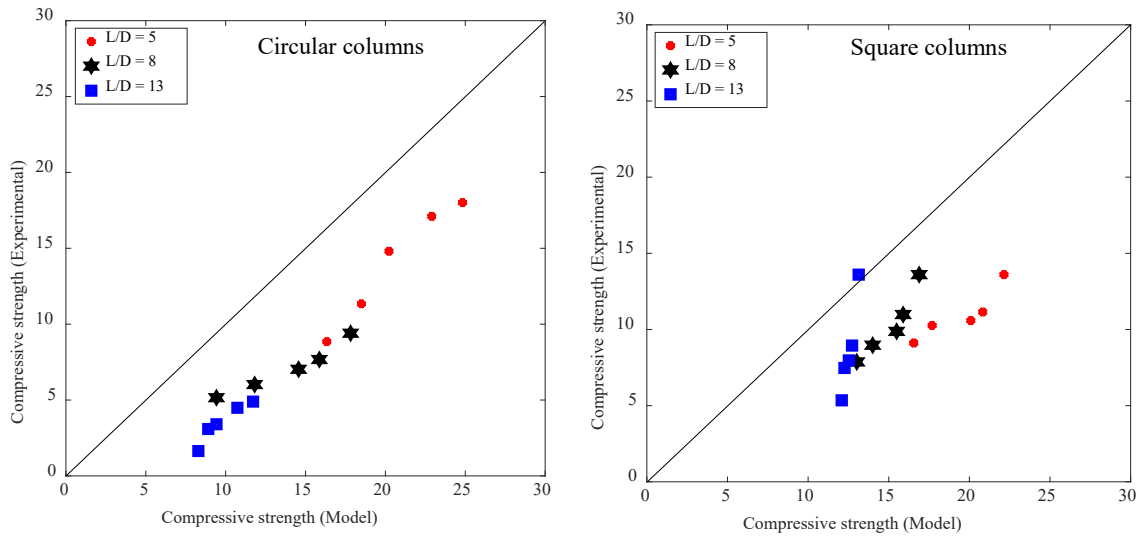 Circular columns
L/D = 5
L/D = 8
L/D = 13
30
25
20
15
10
5
0
0 5 10 15 20 25 30
Compressive strength (Experimental)
Compressive strength (Model)
Square columns
L/D = 5
L/D = 8
L/D = 13
30
25
20
15
10
5
0
0 5 10 15 20 25 30
Compressive strength (Experimental)
Compressive strength (Model)